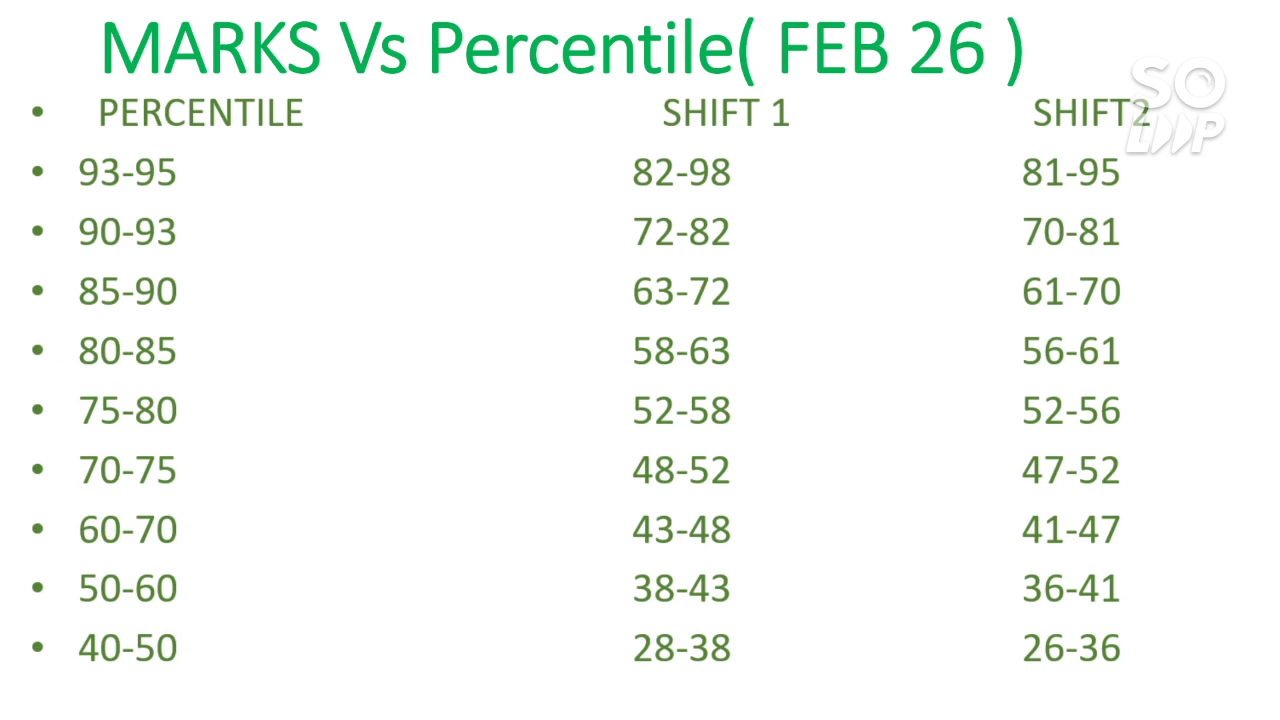 MARKS Vs Percentile( FEB 26 )
• PERCENTILE SHIFT 1 SHIFT2
• 93-95 82-98 81-95
• 90-93 72-82 70-81
• 85-90 63-72 61-70
• 80-85 58-63 56-61
• 75-80 52-58 52-56
• 70-75 48-52 47-52
• 60-70 43-48 41-47
• 50-60 38-43 36-41
• 40-50 28-38 26-36
SO
LOOP